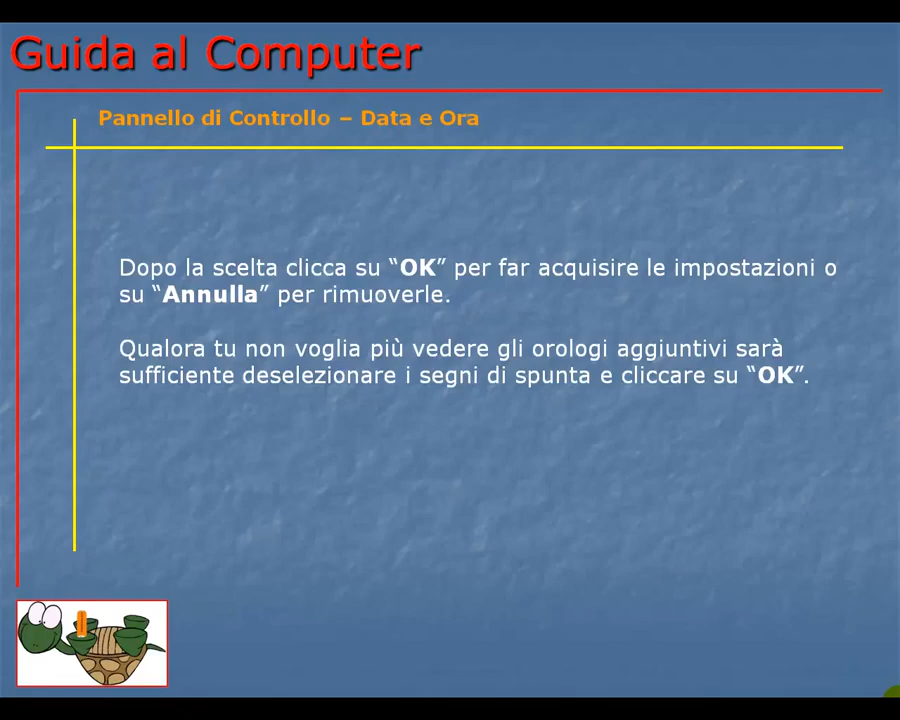 Guida al Computer
Pannello di Controllo – Data e Ora
Dopo la scelta clicca su “OK” per far acquisire le impostazioni o
su “Annulla” per rimuoverle.
Qualora tu non voglia più vedere gli orologi aggiuntivi sarà
sufficiente deselezionare i segni di spunta e cliccare su “OK”.